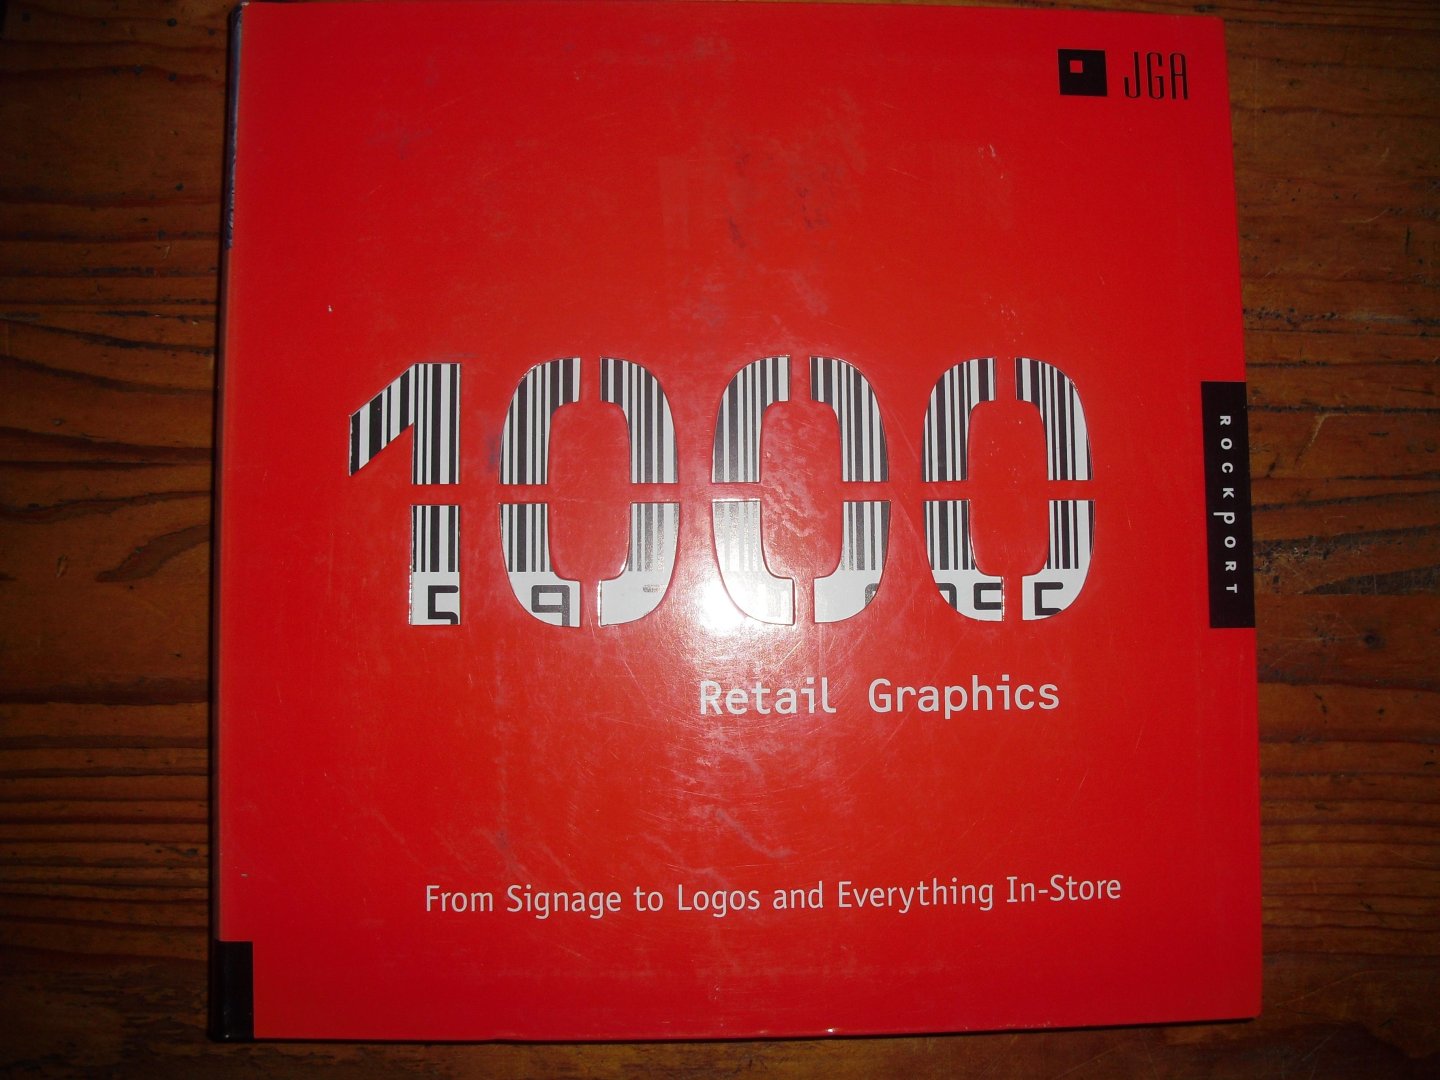 JGA
1000
ROCKPORT
Retail Graphics
From Signage to Logos and Everything In-Store